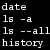 date
ls -a
ls --all
history